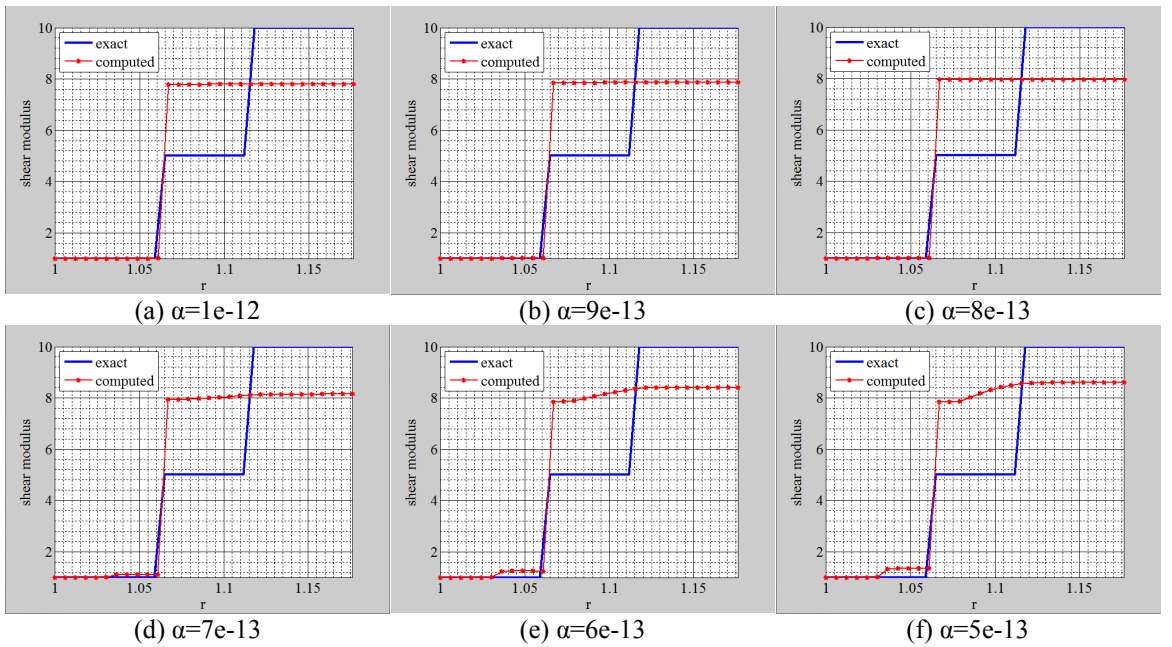 10
8
6
4
2
shear modulus
exact
computed
1 1.05 1.1 1.15
r
(a) α=1e-12
10
8
6
4
2
shear modulus
exact
computed
1 1.05 1.1 1.15
r
(b) α=9e-13
10
8
6
4
2
shear modulus
exact
computed
1 1.05 1.1 1.15
r
(c) α=8e-13
10
8
6
4
2
shear modulus
exact
computed
1 1.05 1.1 1.15
r
(d) α=7e-13
10
8
6
4
2
shear modulus
exact
computed
1 1.05 1.1 1.15
r
(e) α=6e-13
10
8
6
4
2
shear modulus
exact
computed
1 1.05 1.1 1.15
r
(f) α=5e-13